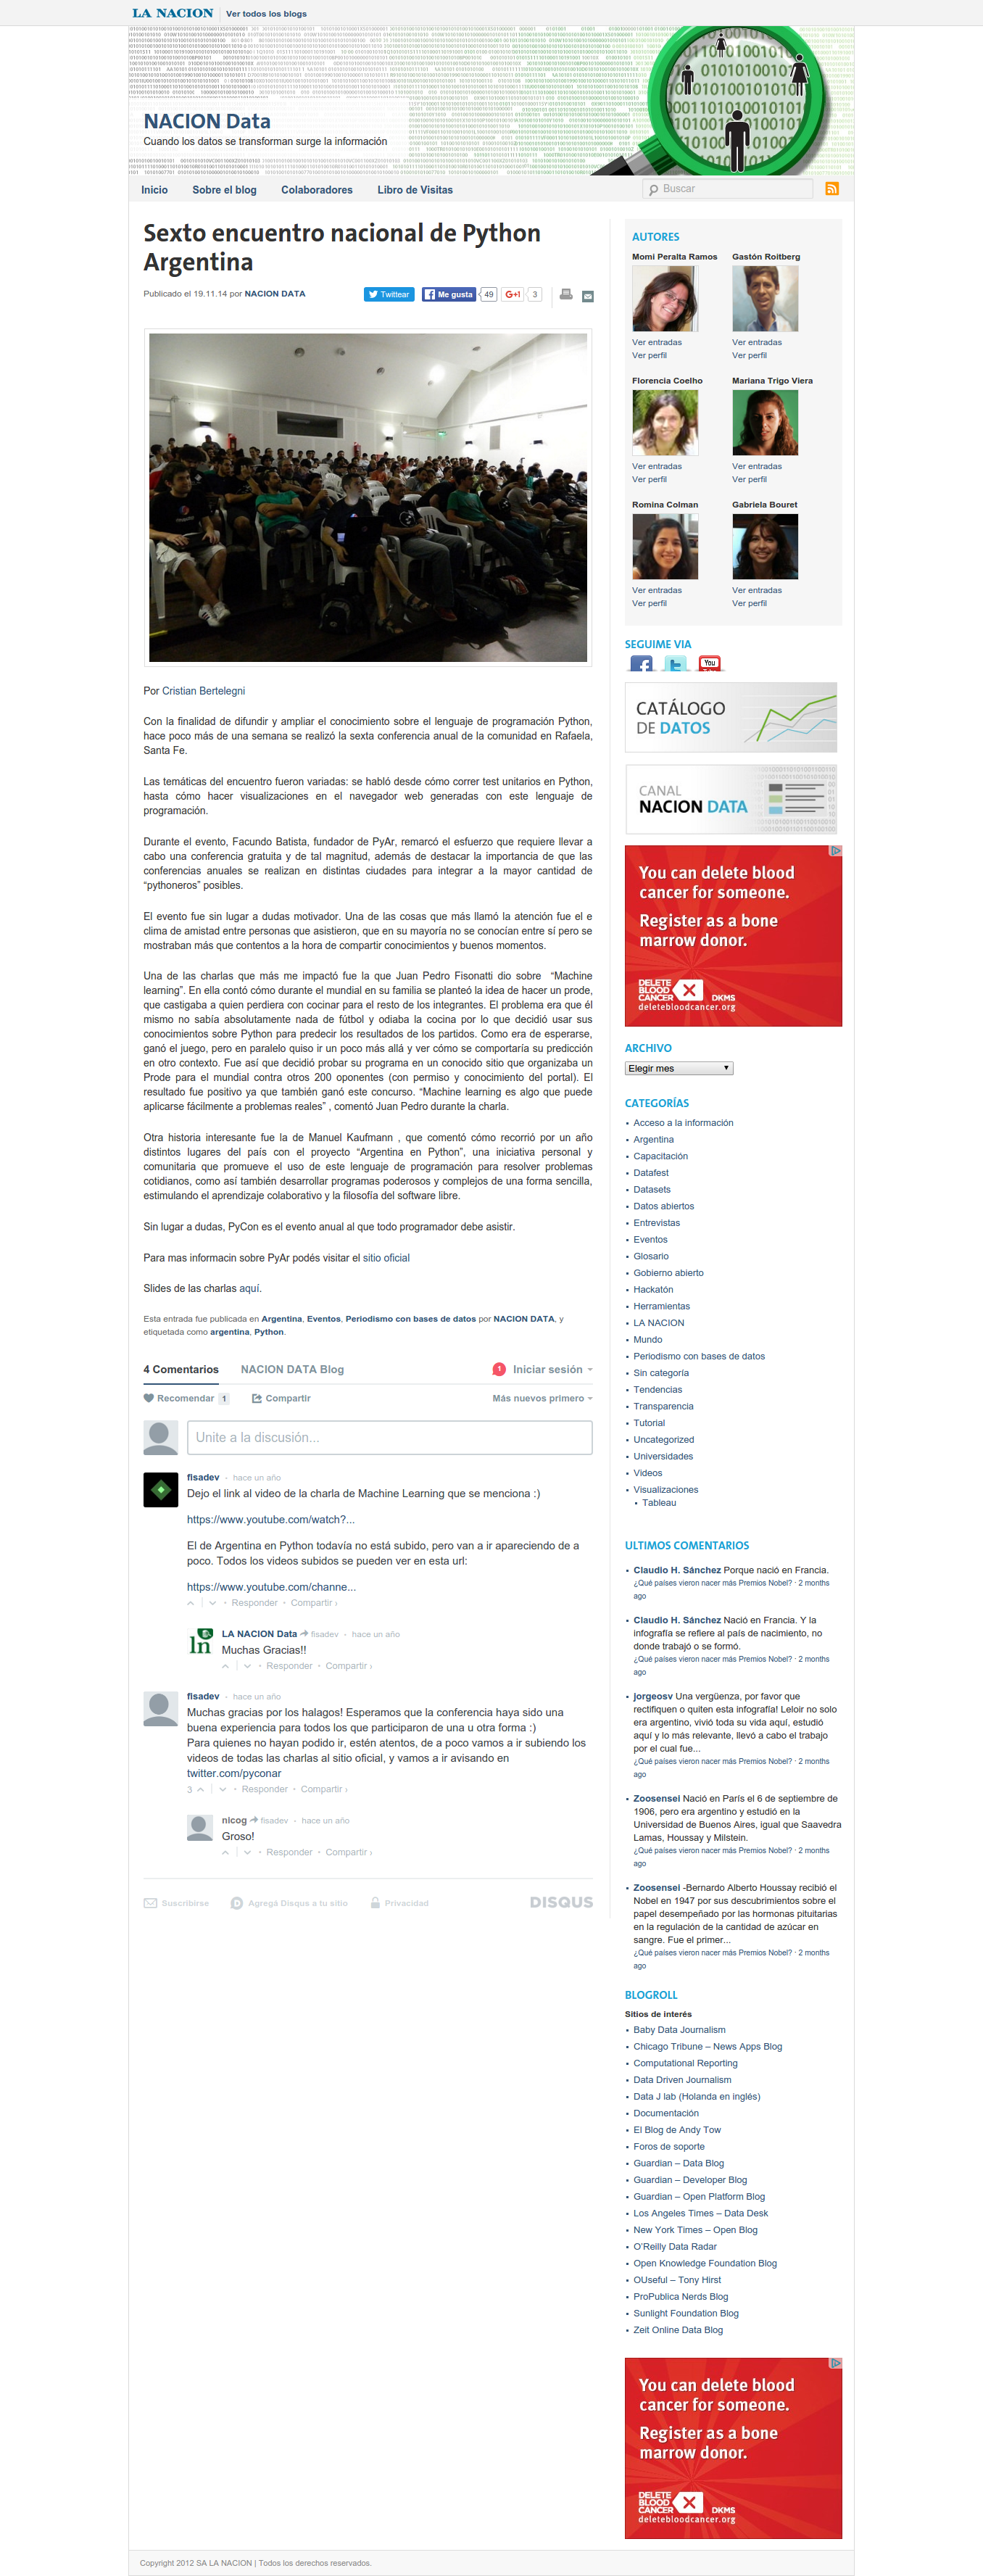 LA NACION
Ver todos los blogs
NACION Data
Cuando los datos se transforman surge la información
Inicio
Sobre el blog
Colaboradores
Libro de Visitas
Buscar
Sexto encuentro nacional de Python
Argentina
Publicado el 19.11.14 por NACION DATA
Twittear
Me gusta
49
G+1
3
Por Cristian Bertelegni
Con la finalidad de difundir y ampliar el conocimiento sobre el lenguaje de programación Python,
hace poco más de una semana se realizó la sexta conferencia anual de la comunidad en Rafaela,
Santa Fe.
Las temáticas del encuentro fueron variadas: se habló desde cómo correr test unitarios en Python,
hasta cómo hacer visualizaciones en el navegador web generadas con este lenguaje de
programación.
Durante el evento, Facundo Batista, fundador de PyAr, remarcó el esfuerzo que requiere llevar a
cabo una conferencia gratuita y de tal magnitud, además de destacar la importancia de que las
conferencias anuales se realizan en distintas ciudades para integrar a la mayor cantidad de
“pythoneros” posibles.
El evento fue sin lugar a dudas motivador. Una de las cosas que más llamó la atención fue el e
clima de amistad entre personas que asistieron, que en su mayoría no se conocían entre sí pero se
mostraban más que contentos a la hora de compartir conocimientos y buenos momentos.
Una de las charlas que más me impactó fue la que Juan Pedro Fisonatti dio sobre “Machine
learning”. En ella contó cómo durante el mundial en su familia se planteó la idea de hacer un prode,
que castigaba a quien perdiera con cocinar para el resto de los integrantes. El problema era que él
mismo no sabía absolutamente nada de fútbol y odiaba la cocina por lo que decidió usar sus
conocimientos sobre Python para predecir los resultados de los partidos. Como era de esperarse,
ganó el juego, pero en paralelo quiso ir un poco más allá y ver cómo se comportaría su predicción
en otro contexto. Fue así que decidió probar su programa en un conocido sitio que organizaba un
Prode para el mundial contra otros 200 oponentes (con permiso y conocimiento del portal). El
resultado fue positivo ya que también ganó este concurso. “Machine learning es algo que puede
aplicarse fácilmente a problemas reales” , comentó Juan Pedro durante la charla.
Otra historia interesante fue la de Manuel Kaufmann , que comentó cómo recorrió por un año
distintos lugares del país con el proyecto “Argentina en Python”, una iniciativa personal y
comunitaria que promueve el uso de este lenguaje de programación para resolver problemas
cotidianos, como así también desarrollar programas poderosos y complejos de una forma sencilla,
estimulando el aprendizaje colaborativo y la filosofía del software libre.
Sin lugar a dudas, PyCon es el evento anual al que todo programador debe asistir.
Para mas informacin sobre PyAr podés visitar el sitio oficial
Slides de las charlas aquí.
Esta entrada fue publicada en Argentina, Eventos, Periodismo con bases de datos por NACION DATA, y
etiquetada como argentina, Python.
4 Comentarios
NACION DATA Blog
1
Iniciar sesión
Recomendar 1
Compartir
Más nuevos primero
Unite a la discusión...
fisadev • hace un año
Dejo el link al video de la charla de Machine Learning que se menciona :)
https://www.youtube.com/watch?...
El de Argentina en Python todavía no está subido, pero van a ir apareciendo de a
poco. Todos los videos subidos se pueden ver en esta url:
https://www.youtube.com/channe...
• Responder • Compartir ›
ln
LA NACION Data fisadev • hace un año
Muchas Gracias!!
• Responder • Compartir ›
fisadev • hace un año
Muchas gracias por los halagos! Esperamos que la conferencia haya sido una
buena experiencia para todos los que participaron de una u otra forma :)
Para quienes no hayan podido ir, estén atentos, de a poco vamos a ir subiendo los
videos de todas las charlas al sitio oficial, y vamos a ir avisando en
twitter.com/pyconar
3 • Responder • Compartir ›
nicog fisadev • hace un año
Groso!
• Responder • Compartir ›
Suscribirse
Agregá Disqus a tu sitio
Privacidad
DISQUS
AUTORES
Momi Peralta Ramos
Gastón Roitberg
Ver entradas
Ver entradas
Ver perfil
Ver perfil
Florencia Coelho
Mariana Trigo Viera
Ver entradas
Ver entradas
Ver perfil
Ver perfil
Romina Colman
Gabriela Bouret
Ver entradas
Ver entradas
Ver perfil
Ver perfil
SEGUIME VIA
You
CATÁLOGO
DE DATOS
CANAL
NACION DATA
You can delete blood
cancer for someone.
Register as a bone
marrow donor.
DELETE
BLOOD
CANCER DKMS
deletebloodcancer.org
ARCHIVO
Elegir mes
CATEGORÍAS
Acceso a la información
Argentina
Capacitación
Datafest
Datasets
Datos abiertos
Entrevistas
Eventos
Glosario
Gobierno abierto
Hackatón
Herramientas
LA NACION
Mundo
Periodismo con bases de datos
Sin categoría
Tendencias
Transparencia
Tutorial
Uncategorized
Universidades
Videos
Visualizaciones
Tableau
ULTIMOS COMENTARIOS
Claudio H. Sánchez Porque nació en Francia.
¿Qué países vieron nacer más Premios Nobel? · 2 months
ago
Claudio H. Sánchez Nació en Francia. Y la
infografía se refiere al país de nacimiento, no
donde trabajó o se formó.
¿Qué países vieron nacer más Premios Nobel? · 2 months
ago
jorgeosv Una vergüenza, por favor que
rectifiquen o quiten esta infografía! Leloir no solo
era argentino, vivió toda su vida aquí, estudió
aquí y lo más relevante, llevó a cabo el trabajo
por el cual fue...
¿Qué países vieron nacer más Premios Nobel? · 2 months
ago
Zoosensei Nació en París el 6 de septiembre de
1906, pero era argentino y estudió en la
Universidad de Buenos Aires, igual que Saavedra
Lamas, Houssay y Milstein.
¿Qué países vieron nacer más Premios Nobel? · 2 months
ago
Zoosensei -Bernardo Alberto Houssay recibió el
Nobel en 1947 por sus descubrimientos sobre el
papel desempeñado por las hormonas pituitarias
en la regulación de la cantidad de azúcar en
sangre. Fue el primer...
¿Qué países vieron nacer más Premios Nobel? · 2 months
ago
BLOGROLL
Sitios de interés
Baby Data Journalism
Chicago Tribune – News Apps Blog
Computational Reporting
Data Driven Journalism
Data J lab (Holanda en inglés)
Documentación
El Blog de Andy Tow
Foros de soporte
Guardian – Data Blog
Guardian – Developer Blog
Guardian – Open Platform Blog
Los Angeles Times – Data Desk
New York Times – Open Blog
O’Reilly Data Radar
Open Knowledge Foundation Blog
OUseful – Tony Hirst
ProPublica Nerds Blog
Sunlight Foundation Blog
Zeit Online Data Blog
You can delete blood
cancer for someone.
Register as a bone
marrow donor.
DELETE
BLOOD
CANCER DKMS
deletebloodcancer.org
Copyright 2012 SA LA NACION | Todos los derechos reservados.